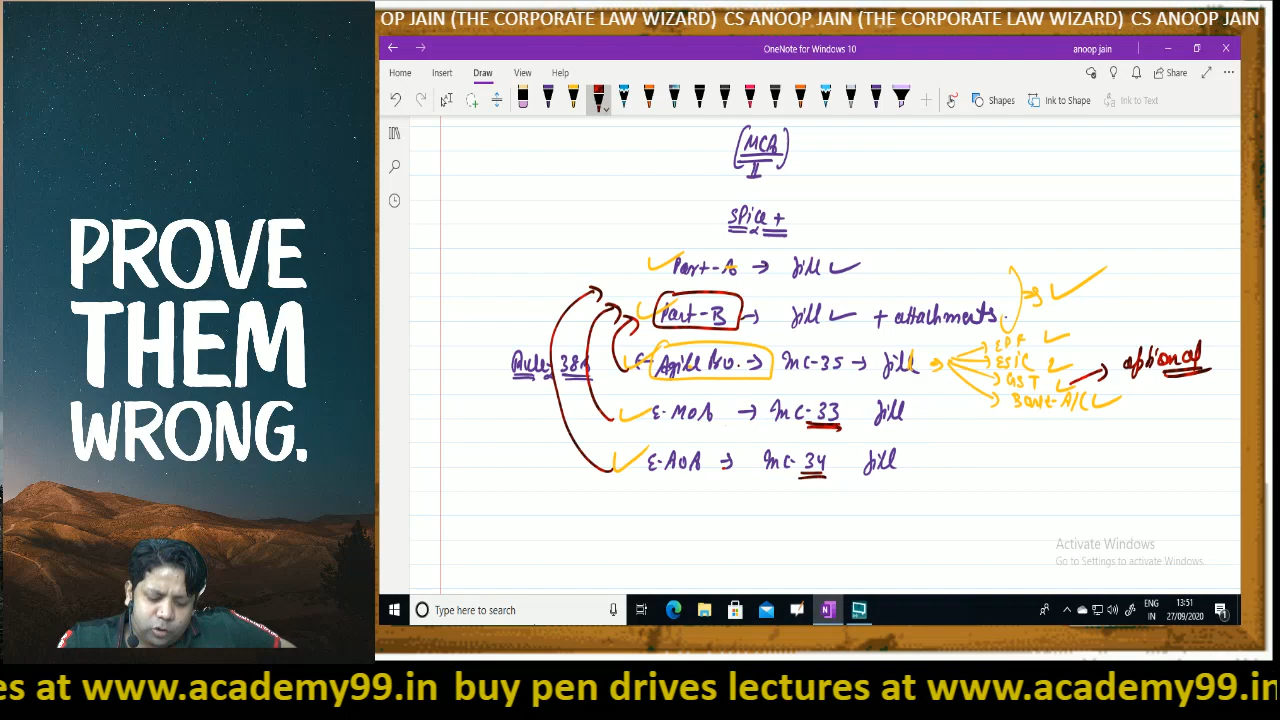 OP JAIN (THE CORPORATE LAW WIZARD) CS ANOOP JAIN (THE CORPORATE LAW WIZARD) CS ANOOP JAIN
OneNote for Windows 10
anoop jain
Home Insert Draw View Help
Share
Shapes
Ink to Shape
Ink to Text
PROVE
THEM
WRONG.
(MCA)
SPice +
Part-A → fill
Part-B → fill + attachments.
Rule 38A
E- Agile Pro. → Inc-35 → fill
EPF
ESIC
GST
Bank-A/C
optional
E-MOA → Inc-33 fill
E-AOA → Inc-34 fill
Activate Windows
Go to Settings to activate Windows.
Type here to search
ENG
IN
13:51
27/09/2020
es at www.academy99.in buy pen drives lectures at www.academy99.in